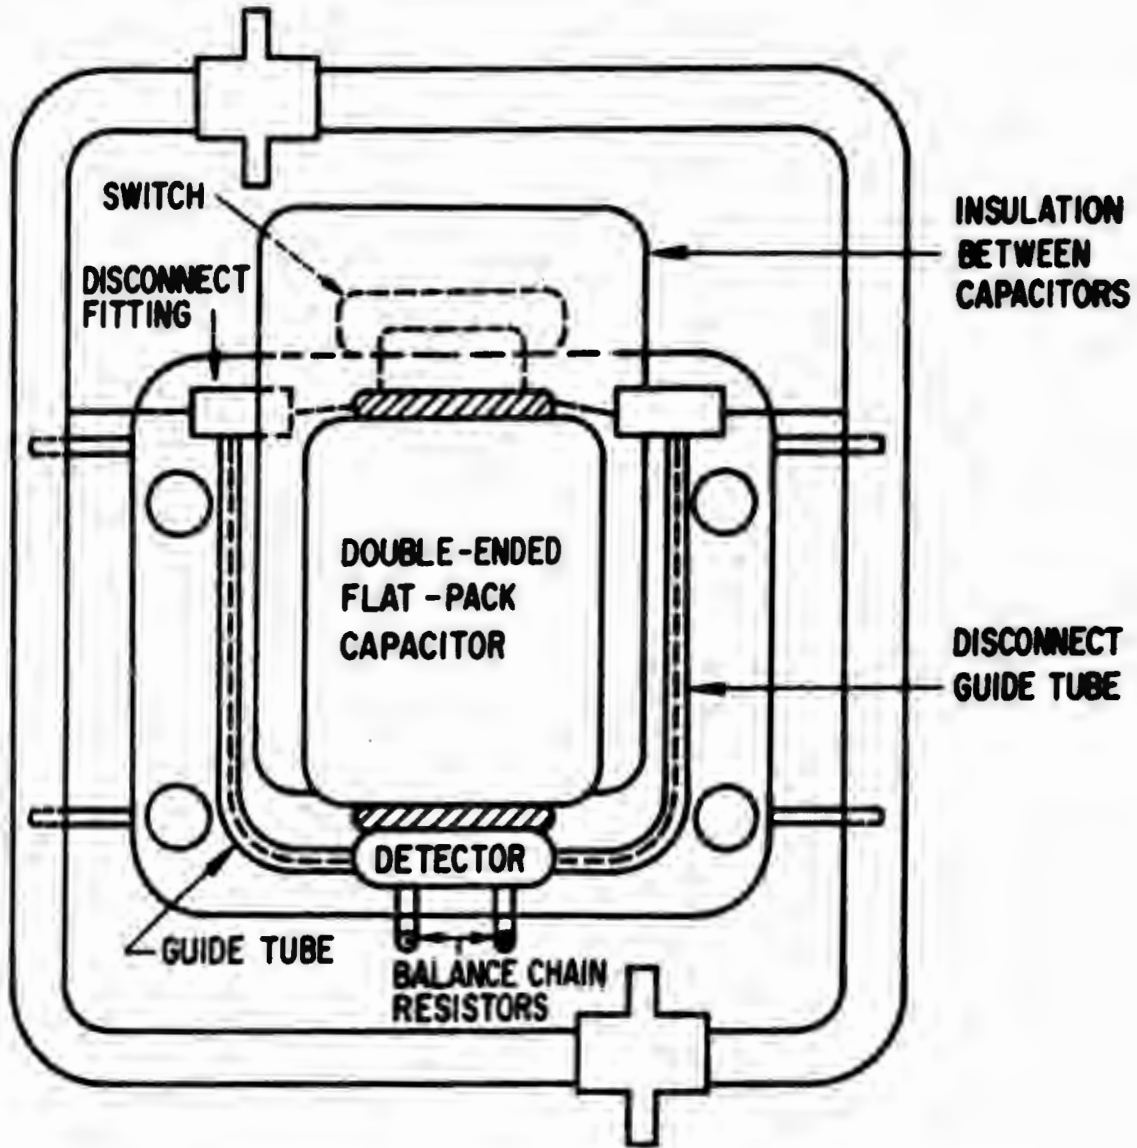 SWITCH
DISCONNECT
FITTING
INSULATION
BETWEEN
CAPACITORS
DOUBLE-ENDED
FLAT-PACK
CAPACITOR
DISCONNECT
GUIDE TUBE
DETECTOR
GUIDE TUBE
BALANCE CHAIN
RESISTORS